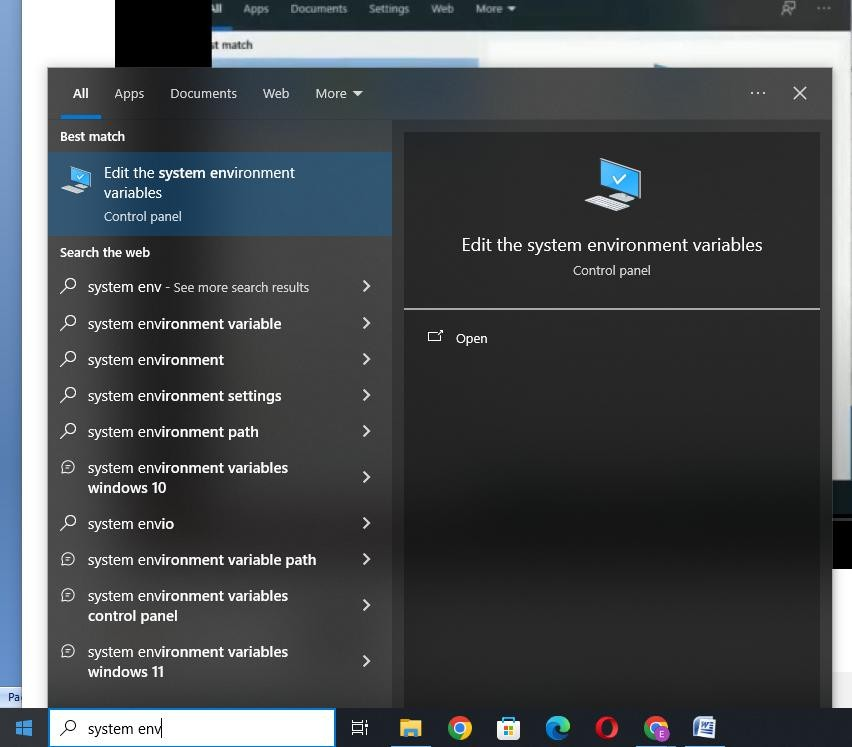 All Apps Documents Settings Web More
st match
All Apps Documents Web More
Best match
Edit the system environment
variables
Control panel
Search the web
system env - See more search results
system environment variable
system environment
system environment settings
system environment path
system environment variables
windows 10
system envio
system environment variable path
system environment variables
control panel
system environment variables
windows 11
Edit the system environment variables
Control panel
Open
Pa
system env
E
W